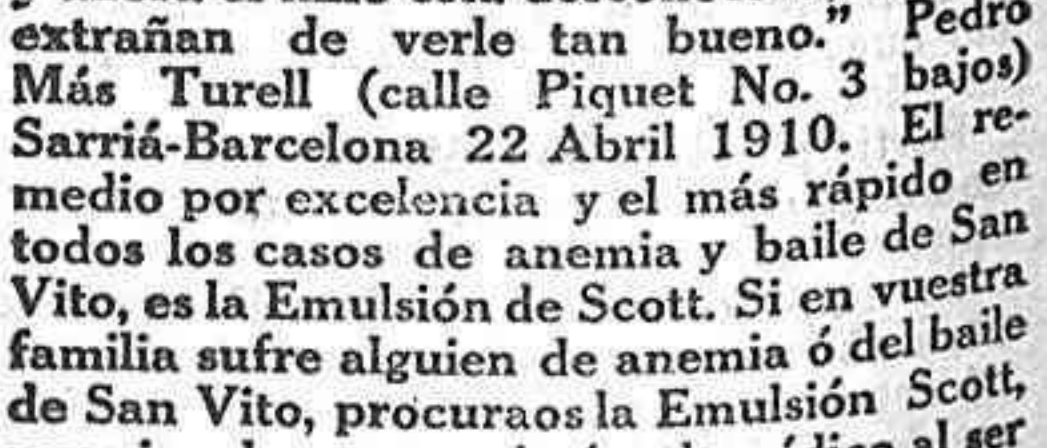 extrañan de verle tan bueno.” Pedro
Más Turell (calle Piquet No. 3 bajos)
Sarriá-Barcelona 22 Abril 1910. El re-
medio por excelencia y el más rápido en
todos los casos de anemia y baile de San
Vito, es la Emulsión de Scott. Si en vuestra
familia sufre alguien de anemia ó del baile
de San Vito, procuraos la Emulsión Scott,
al ser